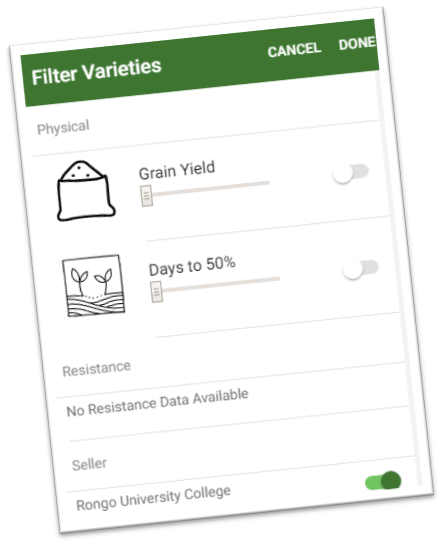 Filter Varieties
CANCEL
DONE
Physical
Grain Yield
Days to 50%
Resistance
No Resistance Data Available
Seller
Rongo University College